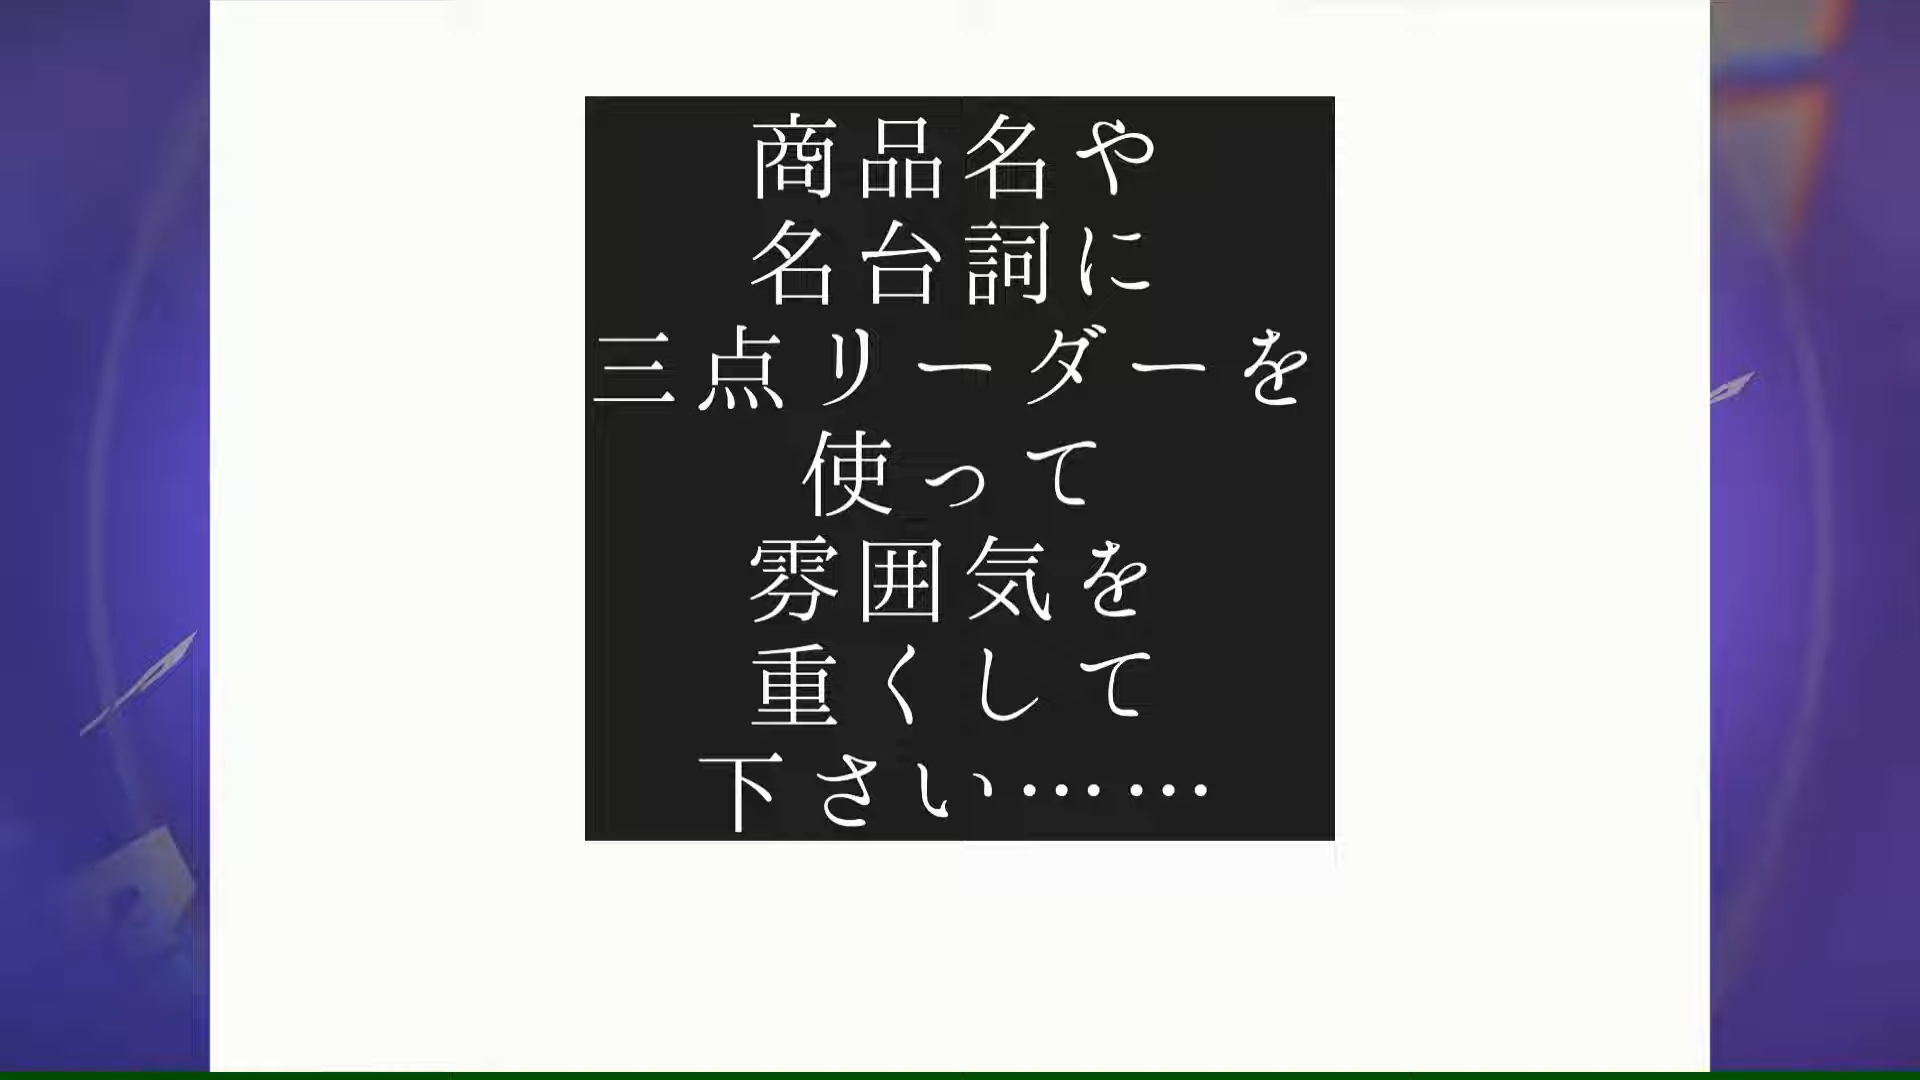 商品名や
名台詞に
三点リーダーを
使って
雰囲気を
重くして
下さい……